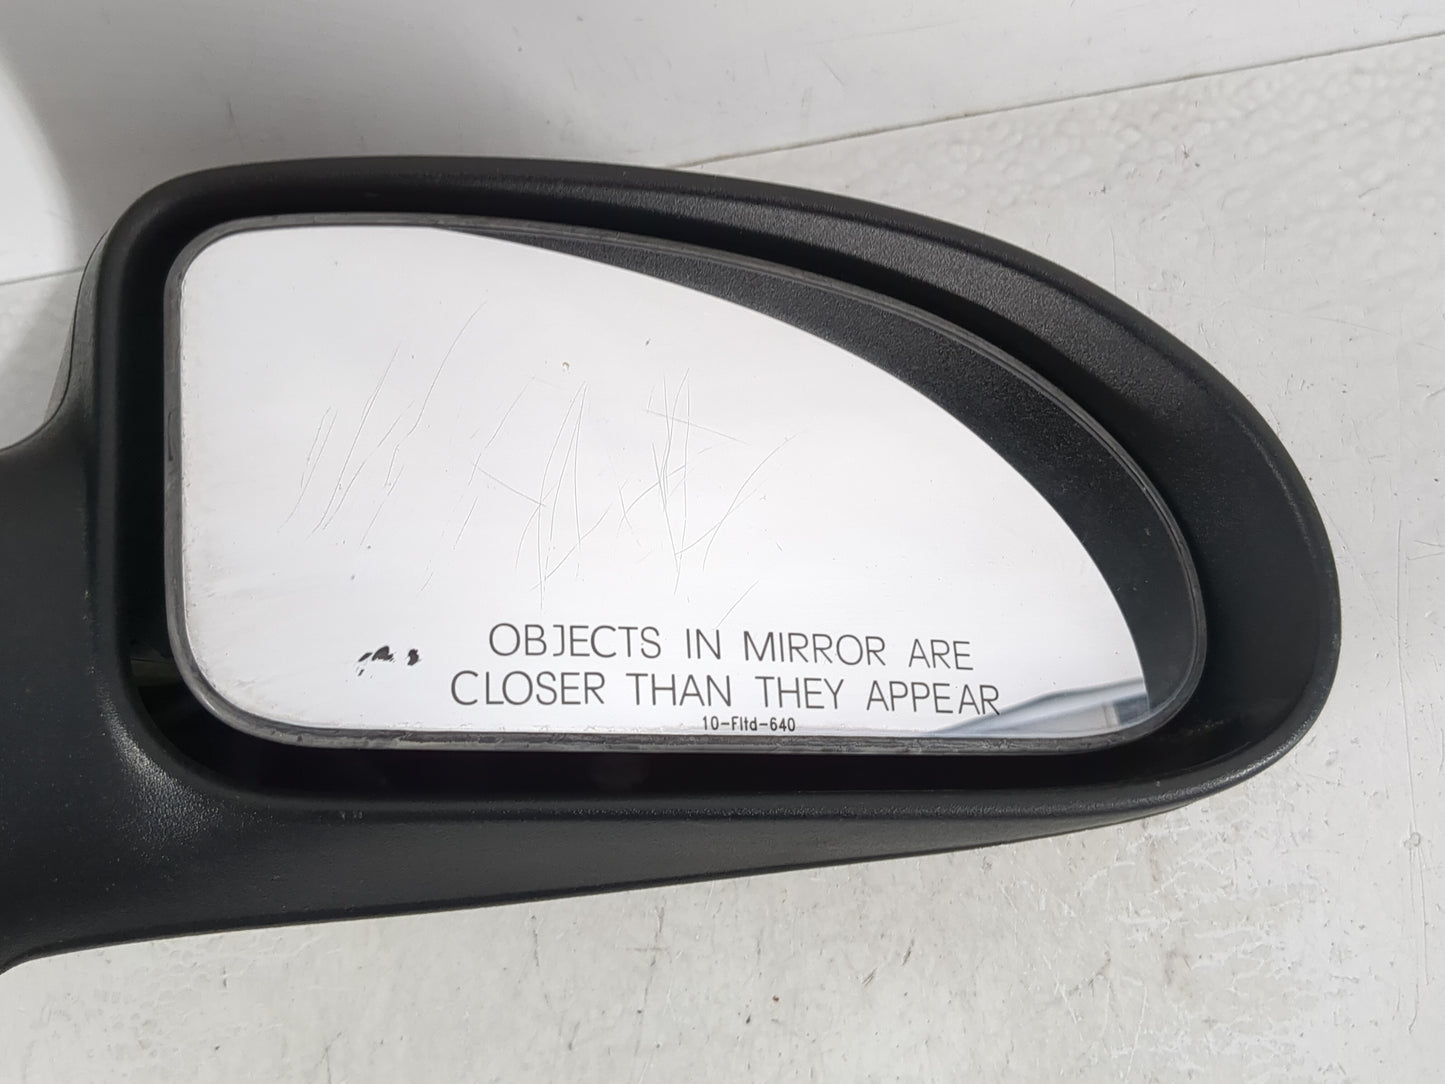 OBJECTS IN MIRROR ARE
CLOSER THAN THEY APPEAR
10-Fltd-640